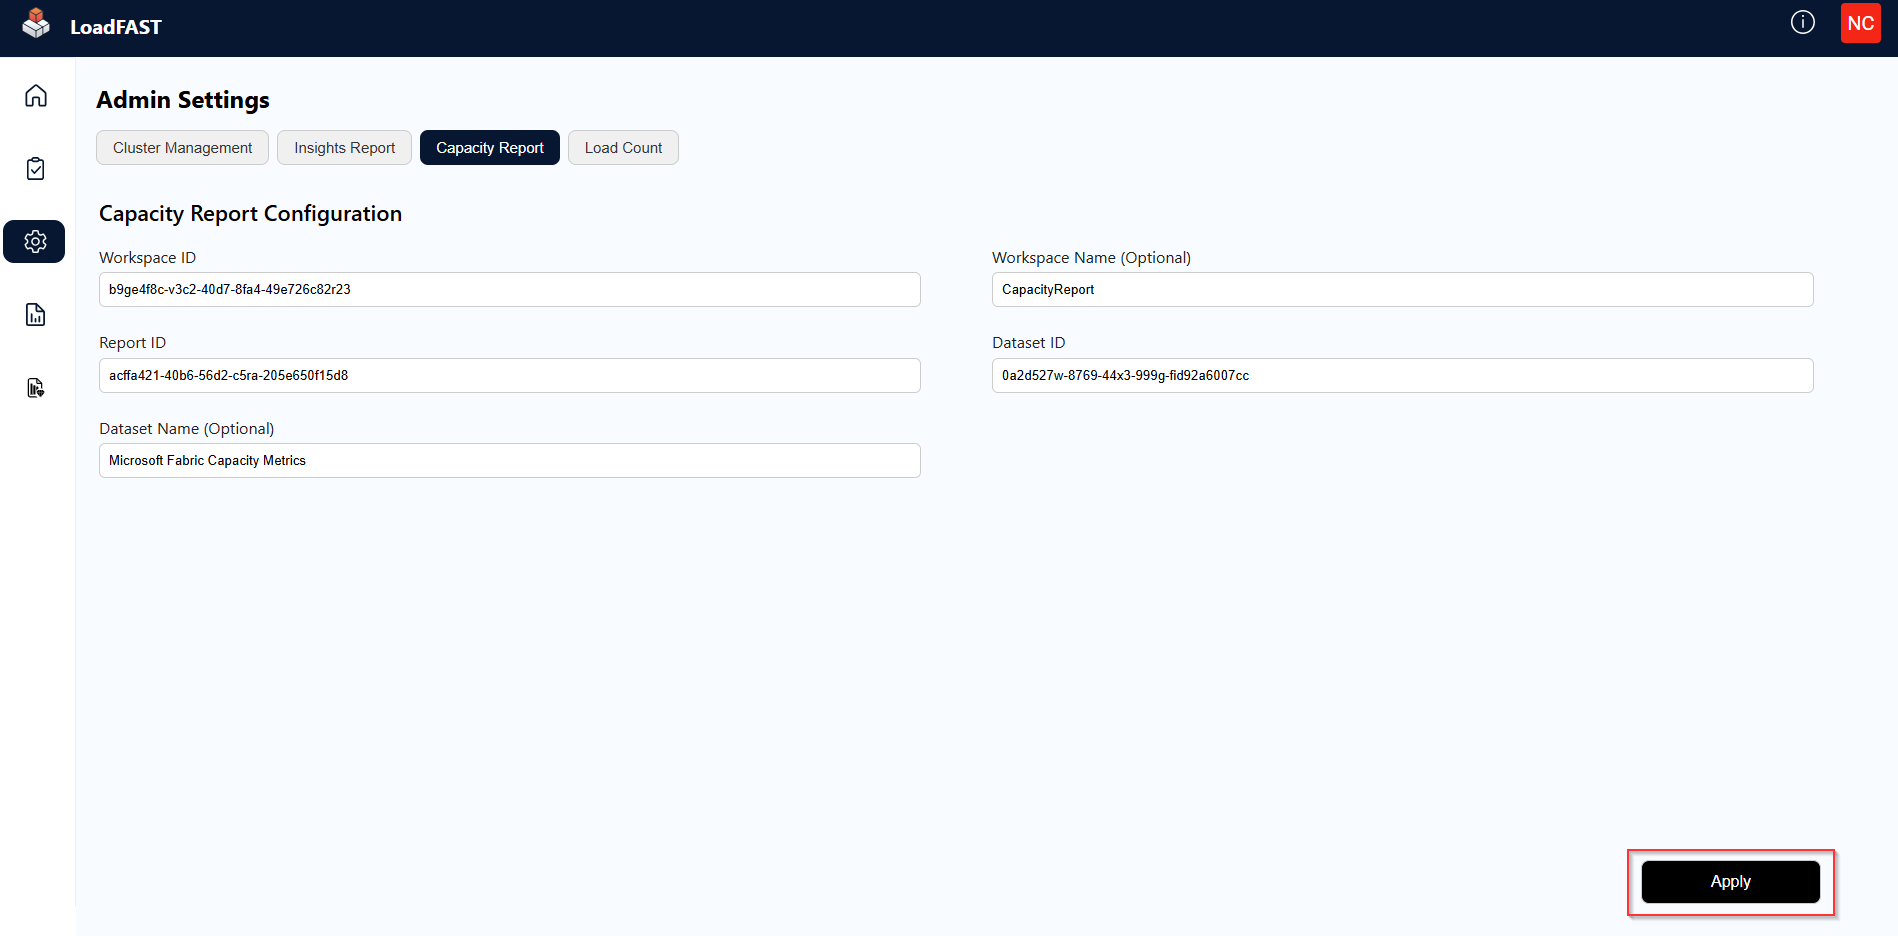 LoadFAST
NC
Admin Settings
Cluster Management
Insights Report
Capacity Report
Load Count
Capacity Report Configuration
Workspace ID
b9ge4f8c-v3c2-40d7-8fa4-49e726c82r23
Workspace Name (Optional)
CapacityReport
Report ID
acffa421-40b6-56d2-c5ra-205e650f15d8
Dataset ID
0a2d527w-8769-44x3-999g-fid92a6007cc
Dataset Name (Optional)
Microsoft Fabric Capacity Metrics
Apply